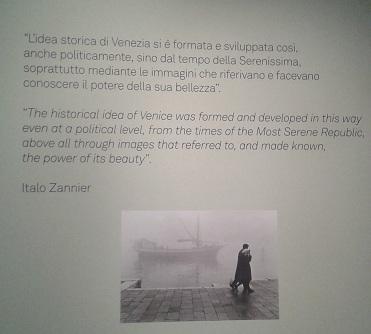 "L'idea storica di Venezia si è formata e sviluppata così,
anche politicamente, sino dal tempo della Serenissima,
soprattutto mediante le immagini che riferivano e facevano
conoscere il potere della sua bellezza".
"The historical idea of Venice was formed and developed in this way
even at a political level, from the times of the Most Serene Republic,
above all through images that referred to, and made known,
the power of its beauty".
Italo Zannier